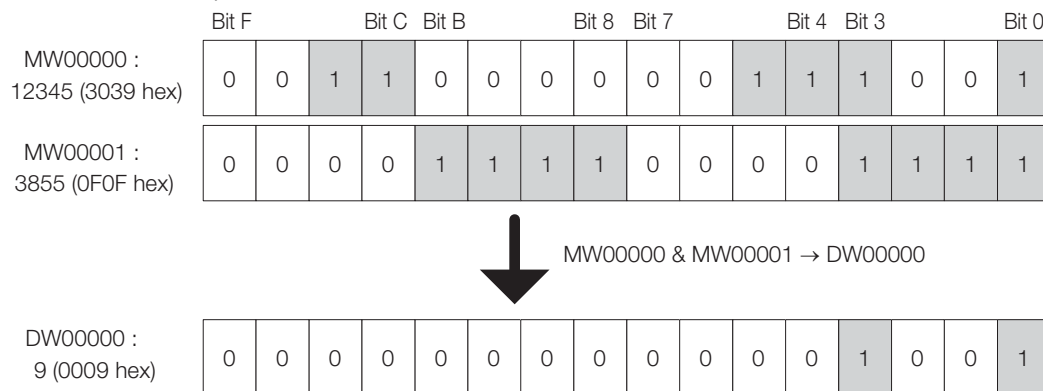 Bit F Bit C Bit B Bit 8 Bit 7 Bit 4 Bit 3 Bit 0
MW00000 :
12345 (3039 hex)
0 0 1 1 0 0 0 0 0 0 1 1 1 0 0 1
MW00001 :
3855 (0F0F hex)
0 0 0 0 1 1 1 1 0 0 0 0 1 1 1 1
MW00000 & MW00001 → DW00000
DW00000 :
9 (0009 hex)
0 0 0 0 0 0 0 0 0 0 0 0 1 0 0 1